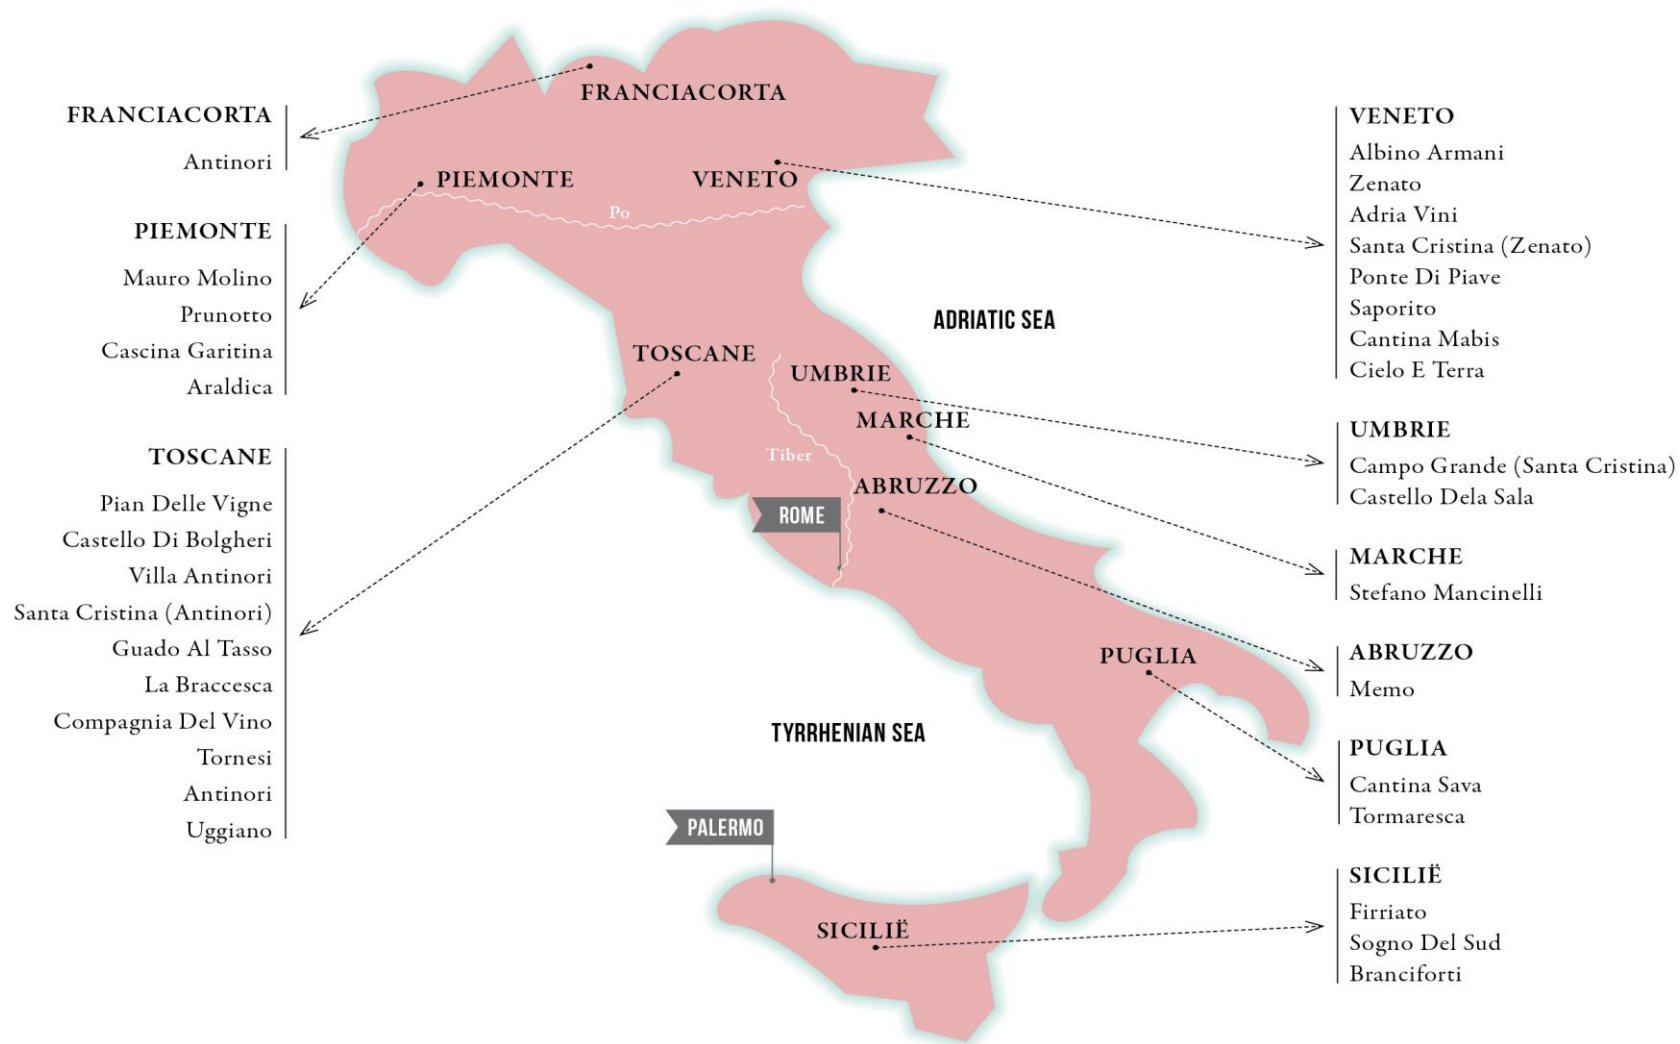 FRANCIACORTA
Antinori
PIEMONTE
Mauro Molino
Prunotto
Cascina Garitina
Araldica
TOSCANE
Pian Delle Vigne
Castello Di Bolgheri
Villa Antinori
Santa Cristina (Antinori)
Guado Al Tasso
La Braccesca
Compagnia Del Vino
Tornesi
Antinori
Uggiano
FRANCIACORTA
PIEMONTE
VENETO
Po
ADRIATIC SEA
TOSCANE
UMBRIE
MARCHE
Tiber
ABRUZZO
ROME
PUGLIA
TYRRHENIAN SEA
PALERMO
SICILIË
VENETO
Albino Armani
Zenato
Adria Vini
Santa Cristina (Zenato)
Ponte Di Piave
Saporito
Cantina Mabis
Cielo E Terra
UMBRIE
Campo Grande (Santa Cristina)
Castello Dela Sala
MARCHE
Stefano Mancinelli
ABRUZZO
Memo
PUGLIA
Cantina Sava
Tormaresca
SICILIË
Firriato
Sogno Del Sud
Branciforti